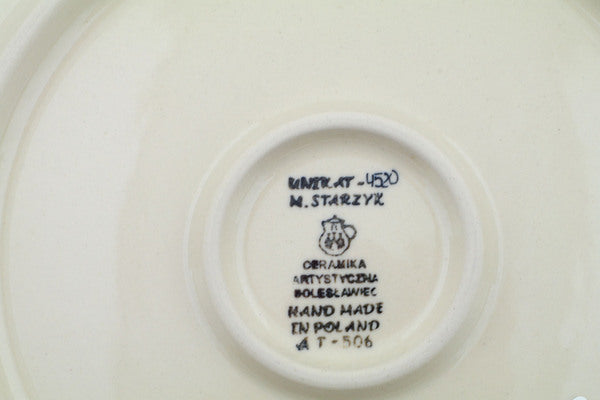 UNIKAT-4520
M. STARZYK
CERAMIKA
ARTYSTYCZNA
BOLESŁAWIEC
HAND MADE
IN POLAND
A T-506